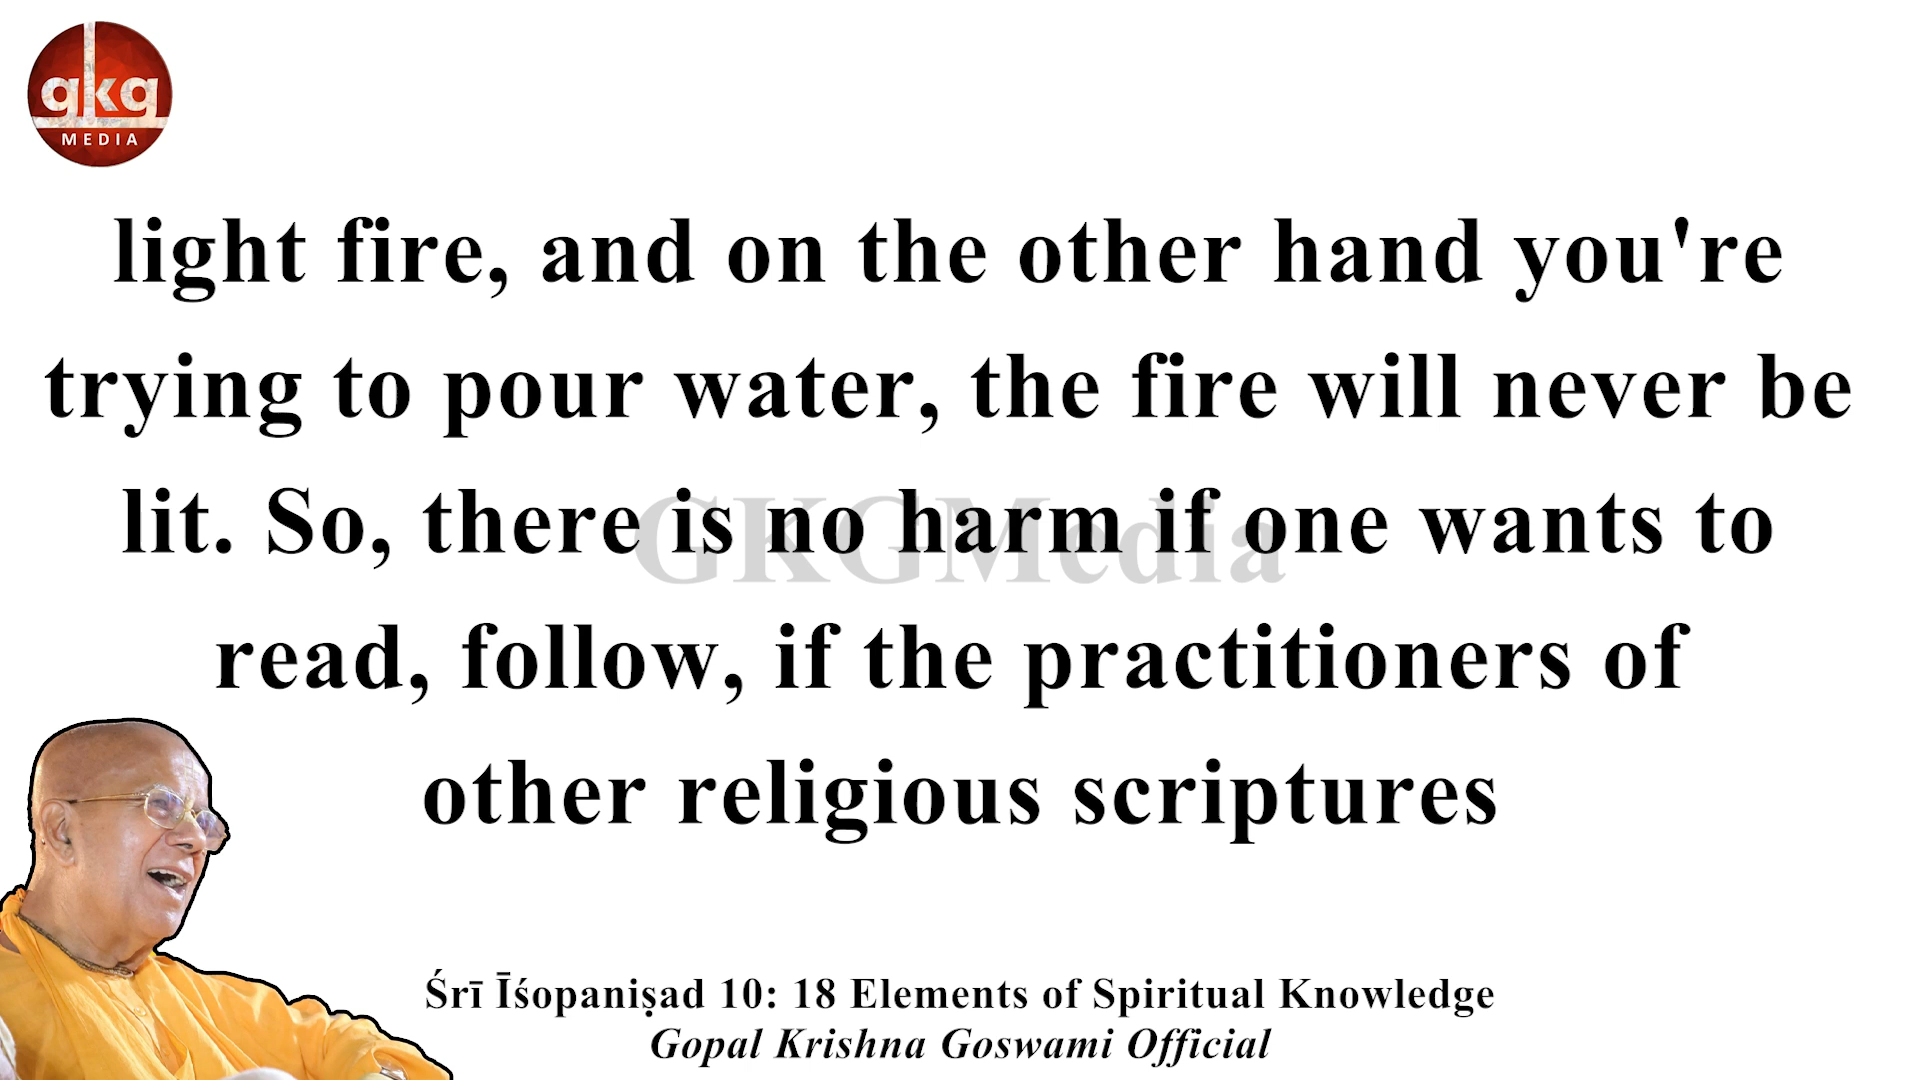 gkg
MEDIA
light fire, and on the other hand you're
trying to pour water, the fire will never be
lit. So, there is no harm if one wants to
GKGMedia
read, follow, if the practitioners of
other religious scriptures
Śrī Īśopaniṣad 10: 18 Elements of Spiritual Knowledge
Gopal Krishna Goswami Official